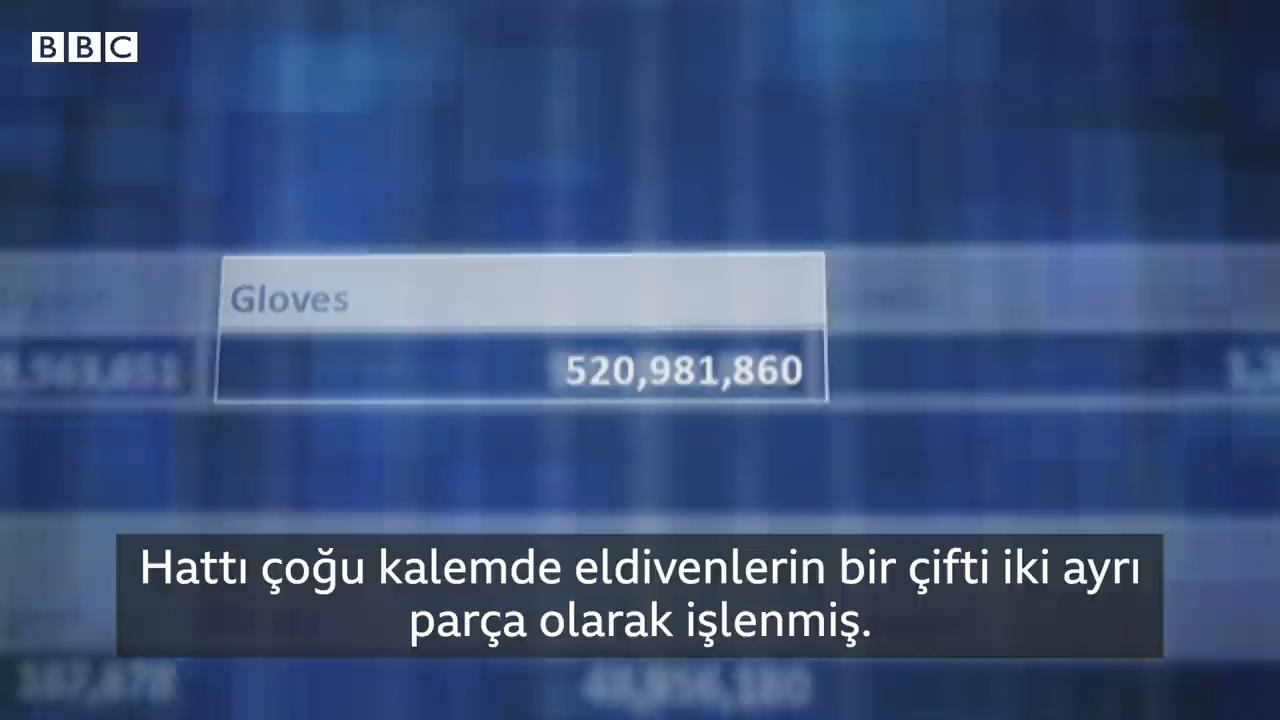 BBC
Gloves
520,981,860
Hattı çoğu kalemde eldivenlerin bir çifti iki ayrı
parça olarak işlenmiş.